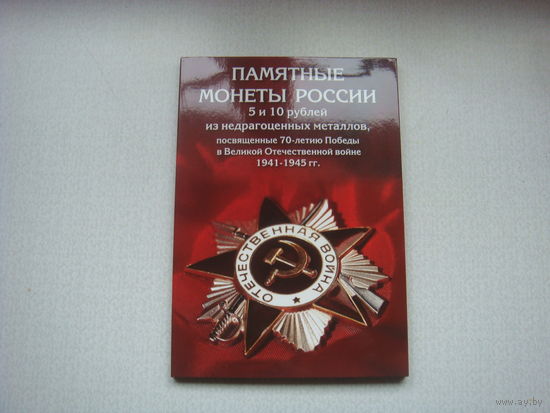 ПАМЯТНЫЕ
МОНЕТЫ РОССИИ
5 и 10 рублей
из недрагоценных металлов,
посвященные 70-летию Победы
в Великой Отечественной войне
1941-1945 гг.
ОТЕЧЕСТВЕННАЯ ВОЙНА
www.ay.by